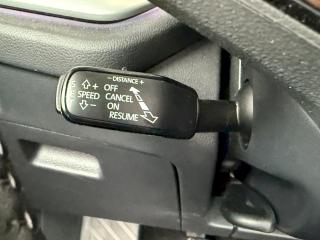 − DISTANCE +
S ⇧+ OFF
E SPEED CANCEL
⇩− ON
RESUME